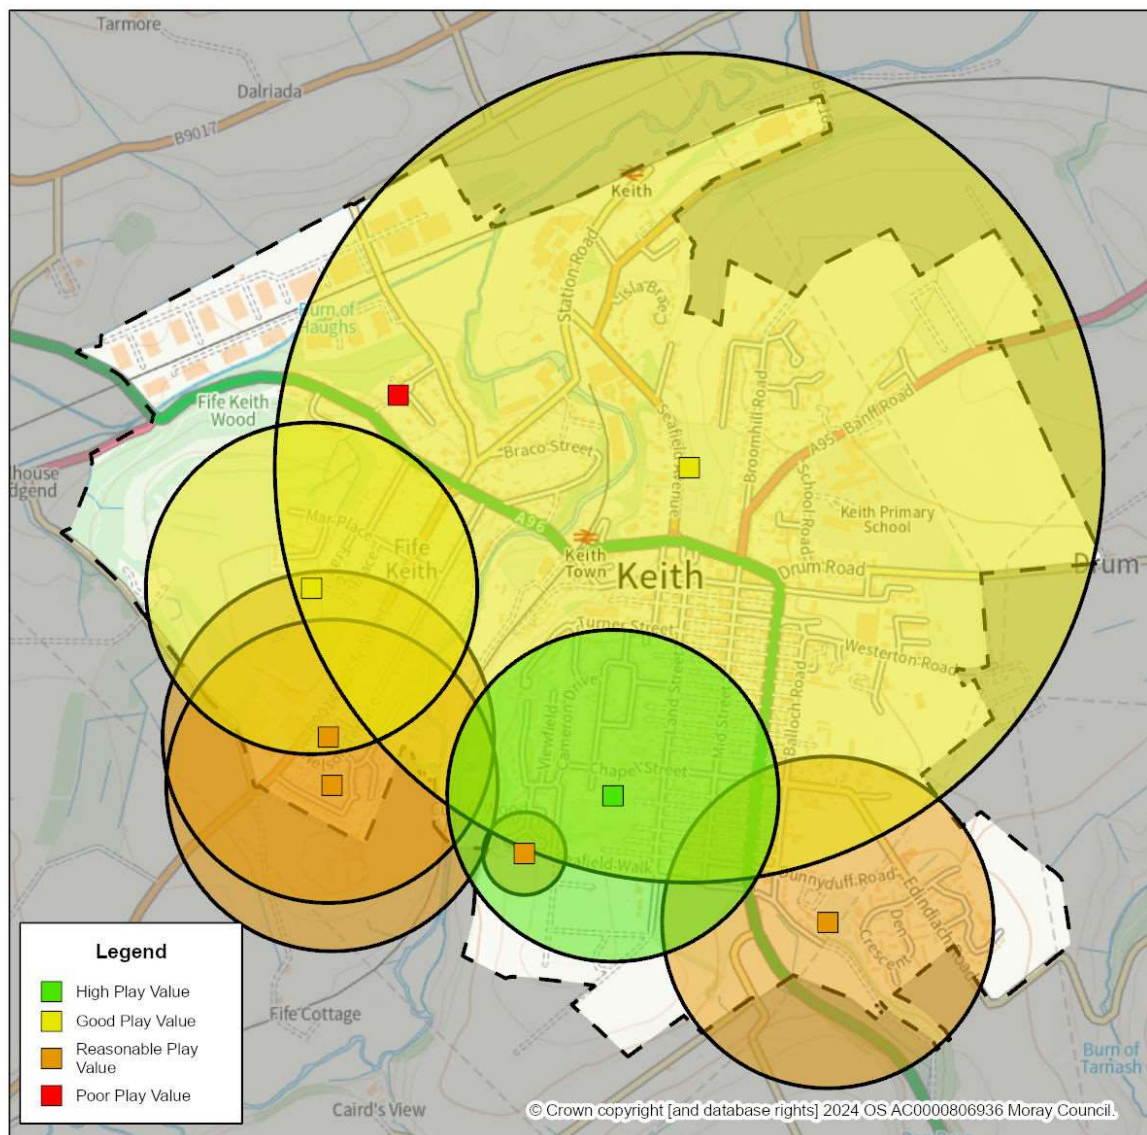 Tarmore
Dalriada
B9017
Keith
Station Road
Isla Bra
Burn of
Haughs
Fife Keith
Wood
Seafield Avenue
Broomhill Road
A95
Banff Road
Braco Street
School Road
Keith Primary
School
lhouse
dgend
Mar Place
A96
Fife
Keith
Keith
Town
Keith
Drum Road
Drum
Turner Street
Westerton Road
Cameron Drive
Viewfield
Land Street
Mid Street
Balloch Road
Chapel Street
afield Walk
Dunnyduff Road
Edindiach Road
Den
Crescent
Legend
High Play Value
Good Play Value
Reasonable Play
Value
Poor Play Value
Fife Cottage
Burn of
Tarnash
Caird's View
© Crown copyright [and database rights] 2024 OS AC0000806936 Moray Council.